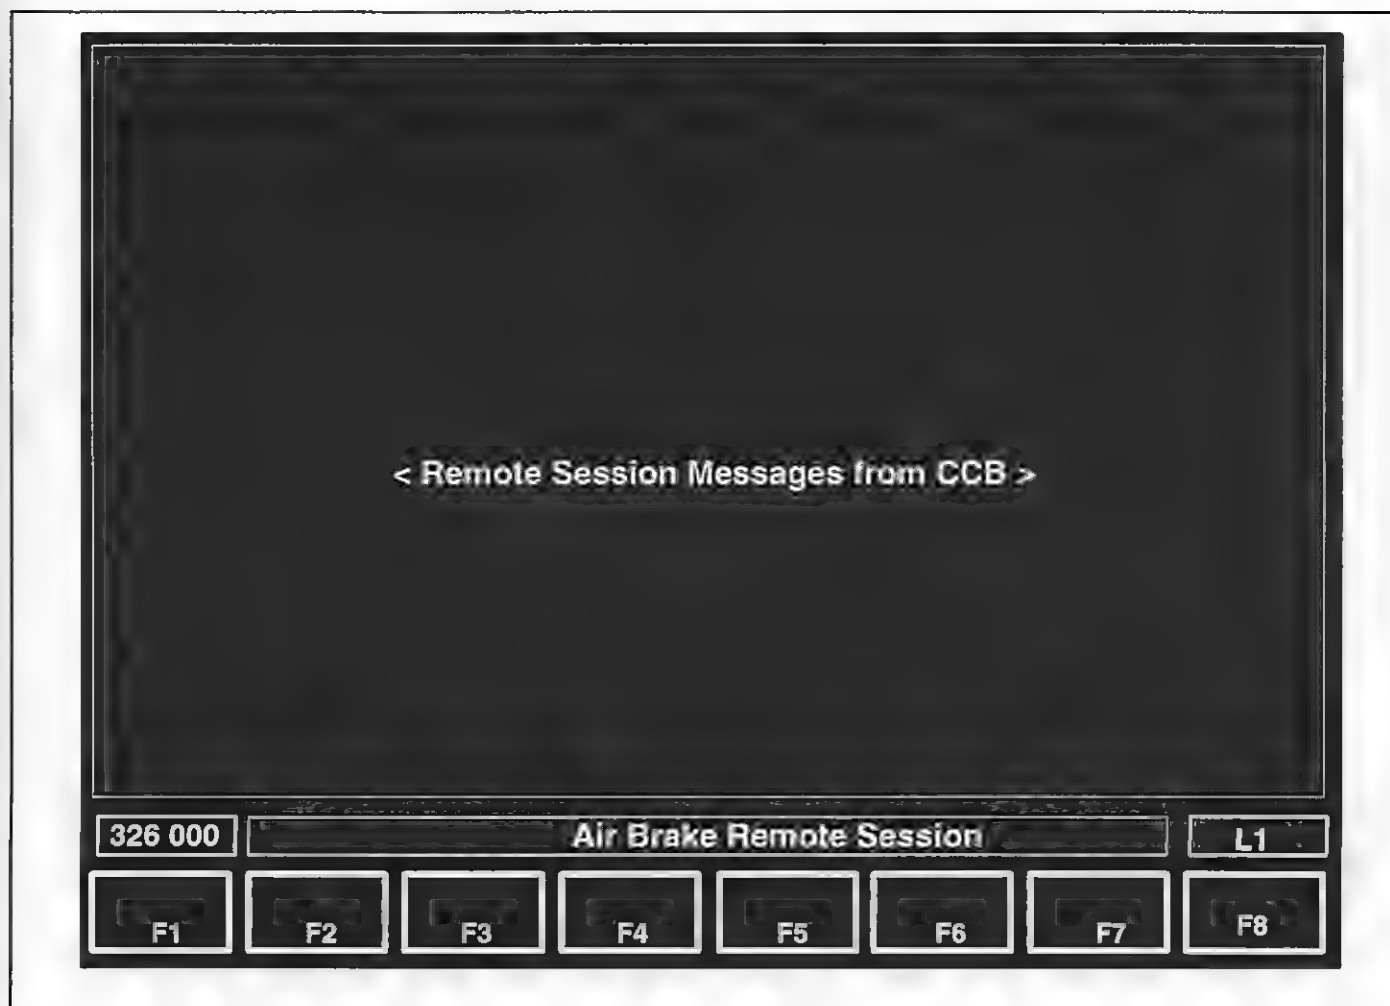 < Remote Session Messages from CCB >
326 000 Air Brake Remote Session L1
F1 F2 F3 F4 F5 F6 F7 F8